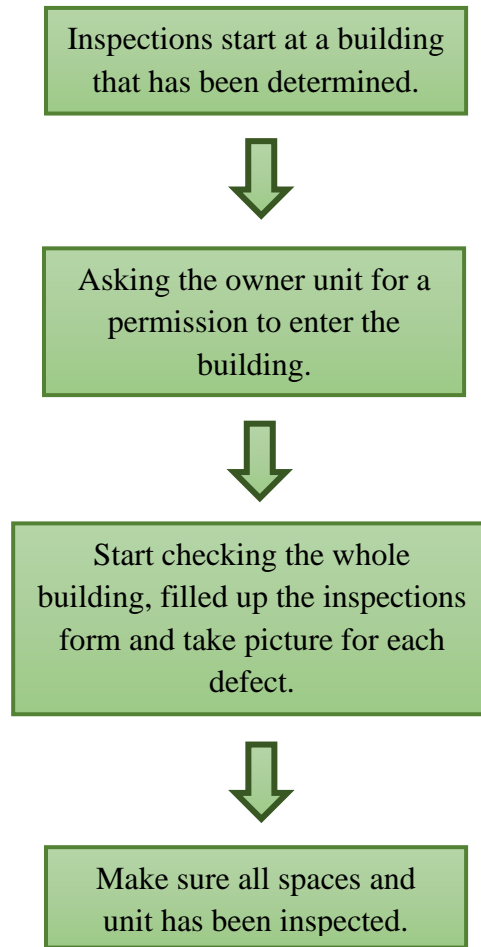 Inspections start at a building
that has been determined.
Asking the owner unit for a
permission to enter the
building.
Start checking the whole
building, filled up the inspections
form and take picture for each
defect.
Make sure all spaces and
unit has been inspected.